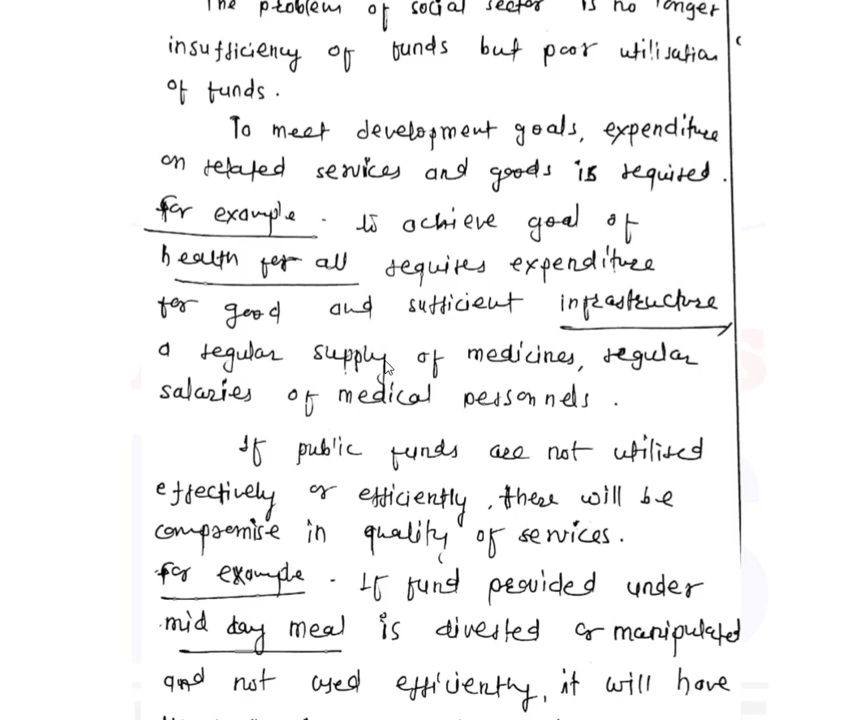 The problem of social sector is no longer
insufficiency of funds but poor utilisation
of funds.
To meet development goals, expenditure
on related services and goods is required.
for example - to achieve goal of
health for all requires expenditure
for good and sufficient infrastructure
a regular supply of medicines, regular
salaries of medical personnels.
If public funds are not utilised
effectively or efficiently, there will be
compromise in quality of services.
for example - If fund provided under
mid day meal is diverted or manipulated
and not used efficiently, it will have